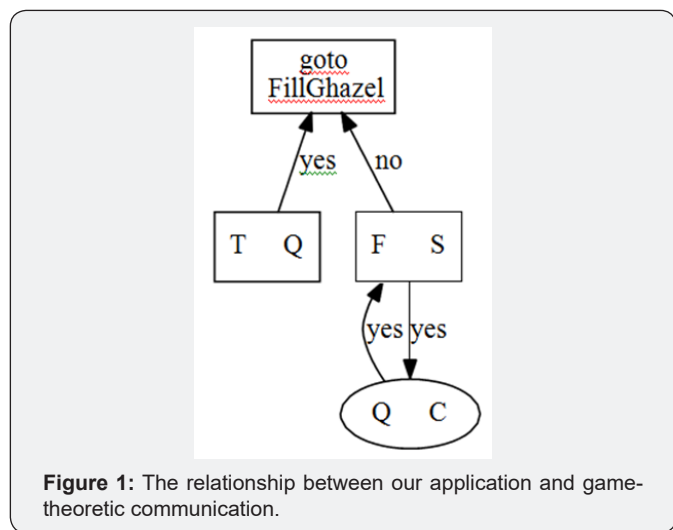 goto
FillGhazel
yes
no
T Q
F S
yes
yes
Q C
Figure 1: The relationship between our application and game-
theoretic communication.